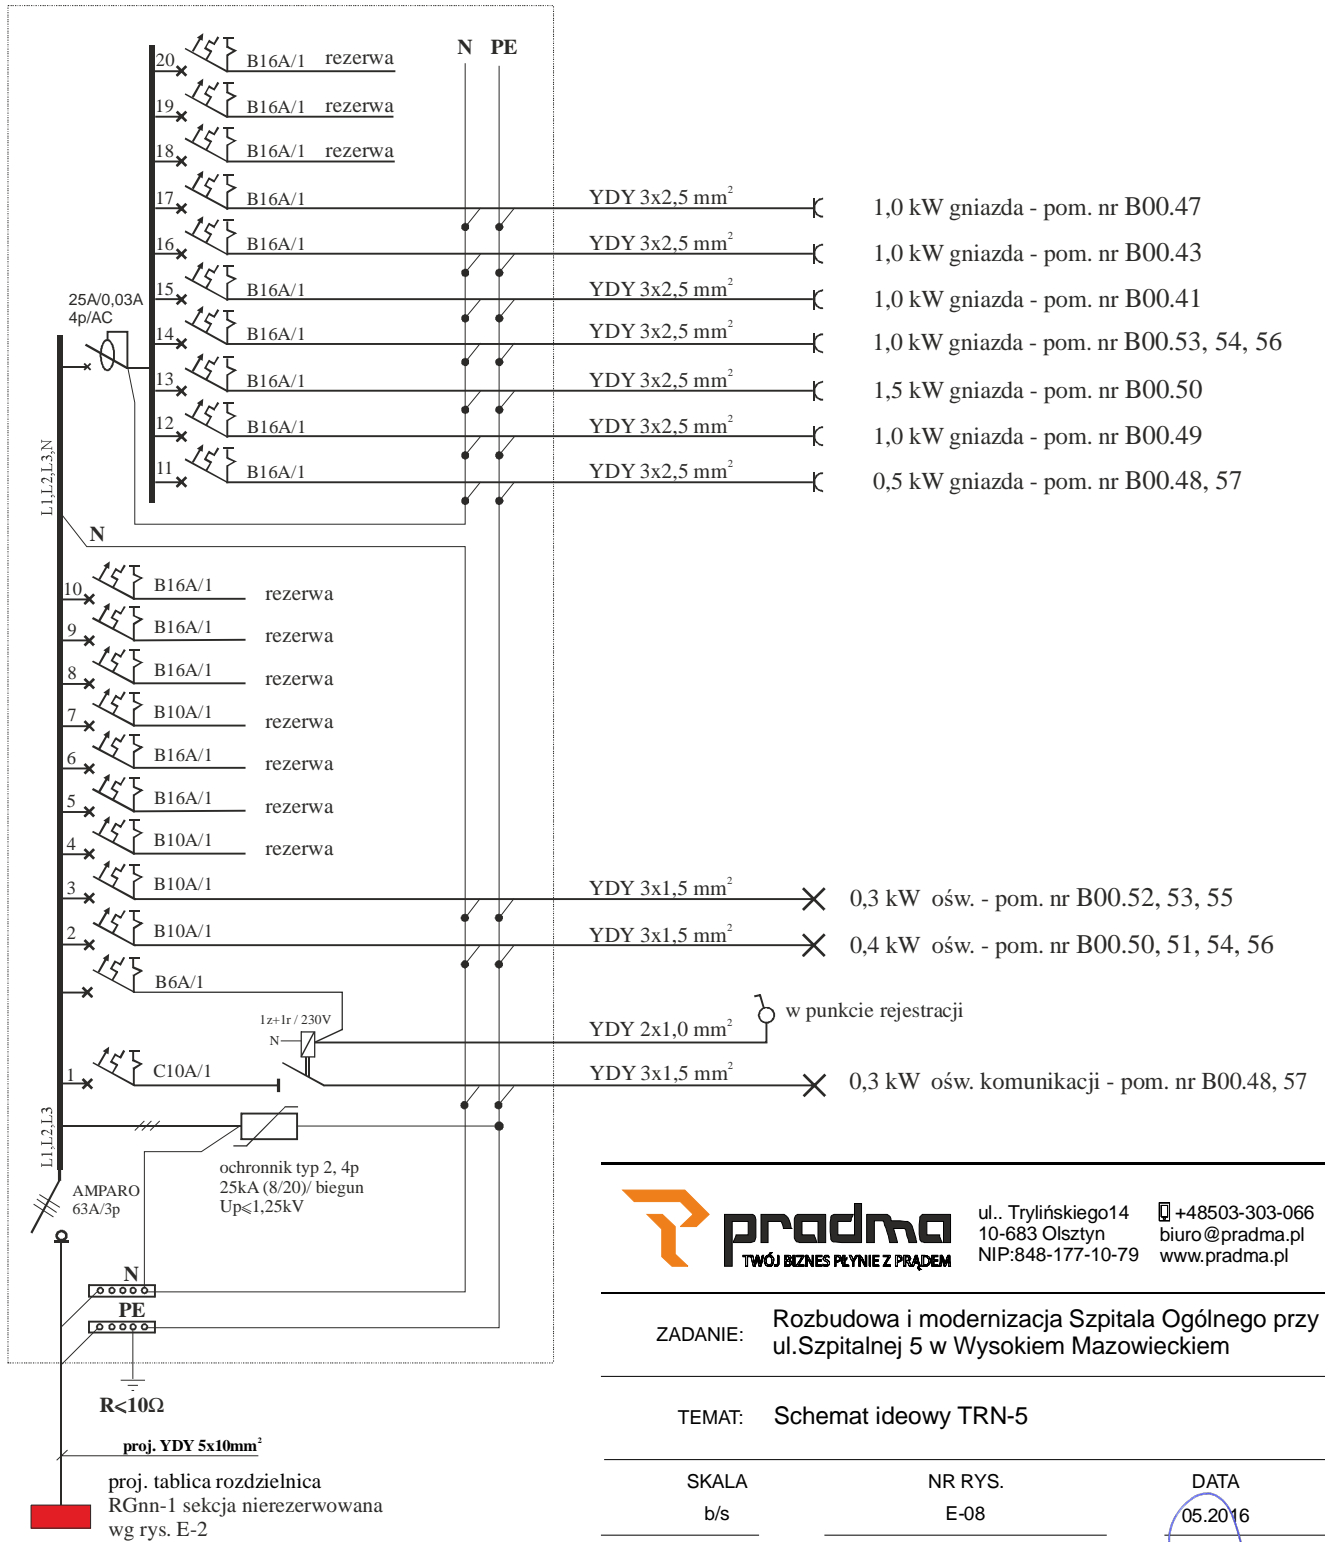 N PE
20 B16A/1 rezerwa
19 B16A/1 rezerwa
18 B16A/1 rezerwa
17 B16A/1 YDY 3x2,5 mm² 1,0 kW gniazda - pom. nr B00.47
16 B16A/1 YDY 3x2,5 mm² 1,0 kW gniazda - pom. nr B00.43
15 B16A/1 YDY 3x2,5 mm² 1,0 kW gniazda - pom. nr B00.41
25A/0,03A
4p/AC
14 B16A/1 YDY 3x2,5 mm² 1,0 kW gniazda - pom. nr B00.53, 54, 56
13 B16A/1 YDY 3x2,5 mm² 1,5 kW gniazda - pom. nr B00.50
12 B16A/1 YDY 3x2,5 mm² 1,0 kW gniazda - pom. nr B00.49
11 B16A/1 YDY 3x2,5 mm² 0,5 kW gniazda - pom. nr B00.48, 57
L1,L2,L3,N
N
10 B16A/1 rezerwa
9 B16A/1 rezerwa
8 B16A/1 rezerwa
7 B10A/1 rezerwa
6 B16A/1 rezerwa
5 B16A/1 rezerwa
4 B10A/1 rezerwa
3 B10A/1 YDY 3x1,5 mm² 0,3 kW ośw. - pom. nr B00.52, 53, 55
2 B10A/1 YDY 3x1,5 mm² 0,4 kW ośw. - pom. nr B00.50, 51, 54, 56
B6A/1
1z+1r / 230V
N
YDY 2x1,0 mm² w punkcie rejestracji
1 C10A/1 YDY 3x1,5 mm² 0,3 kW ośw. komunikacji - pom. nr B00.48, 57
L1,L2,L3
ochronnik typ 2, 4p
25kA (8/20)/ biegun
Up⩽1,25kV
AMPARO
63A/3p
N
PE
R<10Ω
proj. YDY 5x10mm²
proj. tablica rozdzielnica
RGnn-1 sekcja nierezerwowana
wg rys. E-2
pradma
TWÓJ BIZNES PŁYNIE Z PRĄDEM
ul.. Trylińskiego14
10-683 Olsztyn
NIP:848-177-10-79
+48503-303-066
biuro@pradma.pl
www.pradma.pl
ZADANIE: Rozbudowa i modernizacja Szpitala Ogólnego przy
ul.Szpitalnej 5 w Wysokiem Mazowieckiem
TEMAT: Schemat ideowy TRN-5
SKALA NR RYS. DATA
b/s E-08 05.2016